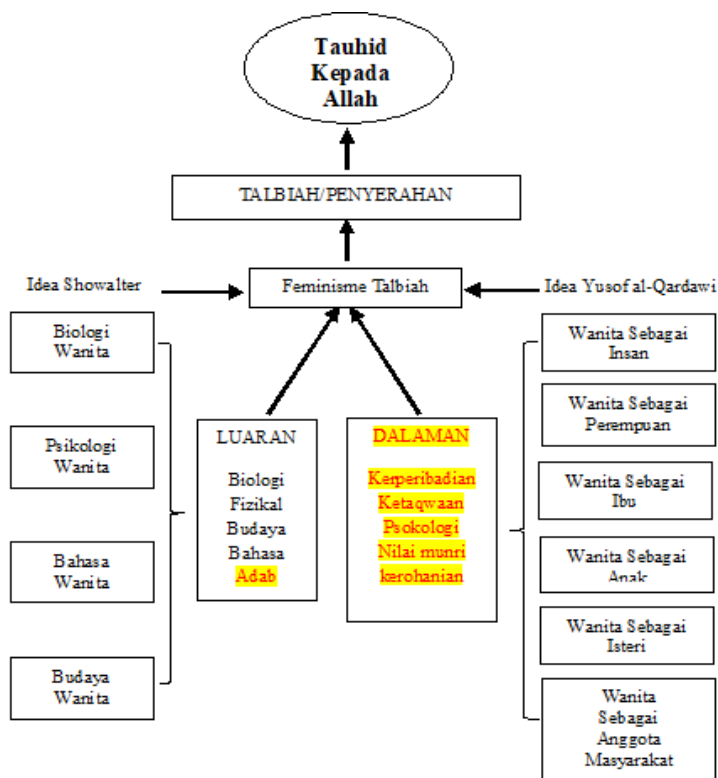 Tauhid
Kepada
Allah
TALBIAH/PENYERAHAN
Idea Showalter
Feminisme Talbiah
Idea Yusof al-Qardawi
Biologi
Wanita
Psikologi
Wanita
Bahasa
Wanita
Budaya
Wanita
LUARAN
Biologi
Fizikal
Budaya
Bahasa
Adab
DALAMAN
Kerperibadian
Ketaqwaan
Psokologi
Nilai munri
kerohanian
Wanita Sebagai
Insan
Wanita Sebagai
Perempuan
Wanita Sebagai
Ibu
Wanita Sebagai
Anak
Wanita Sebagai
Isteri
Wanita
Sebagai
Anggota
Masyarakat